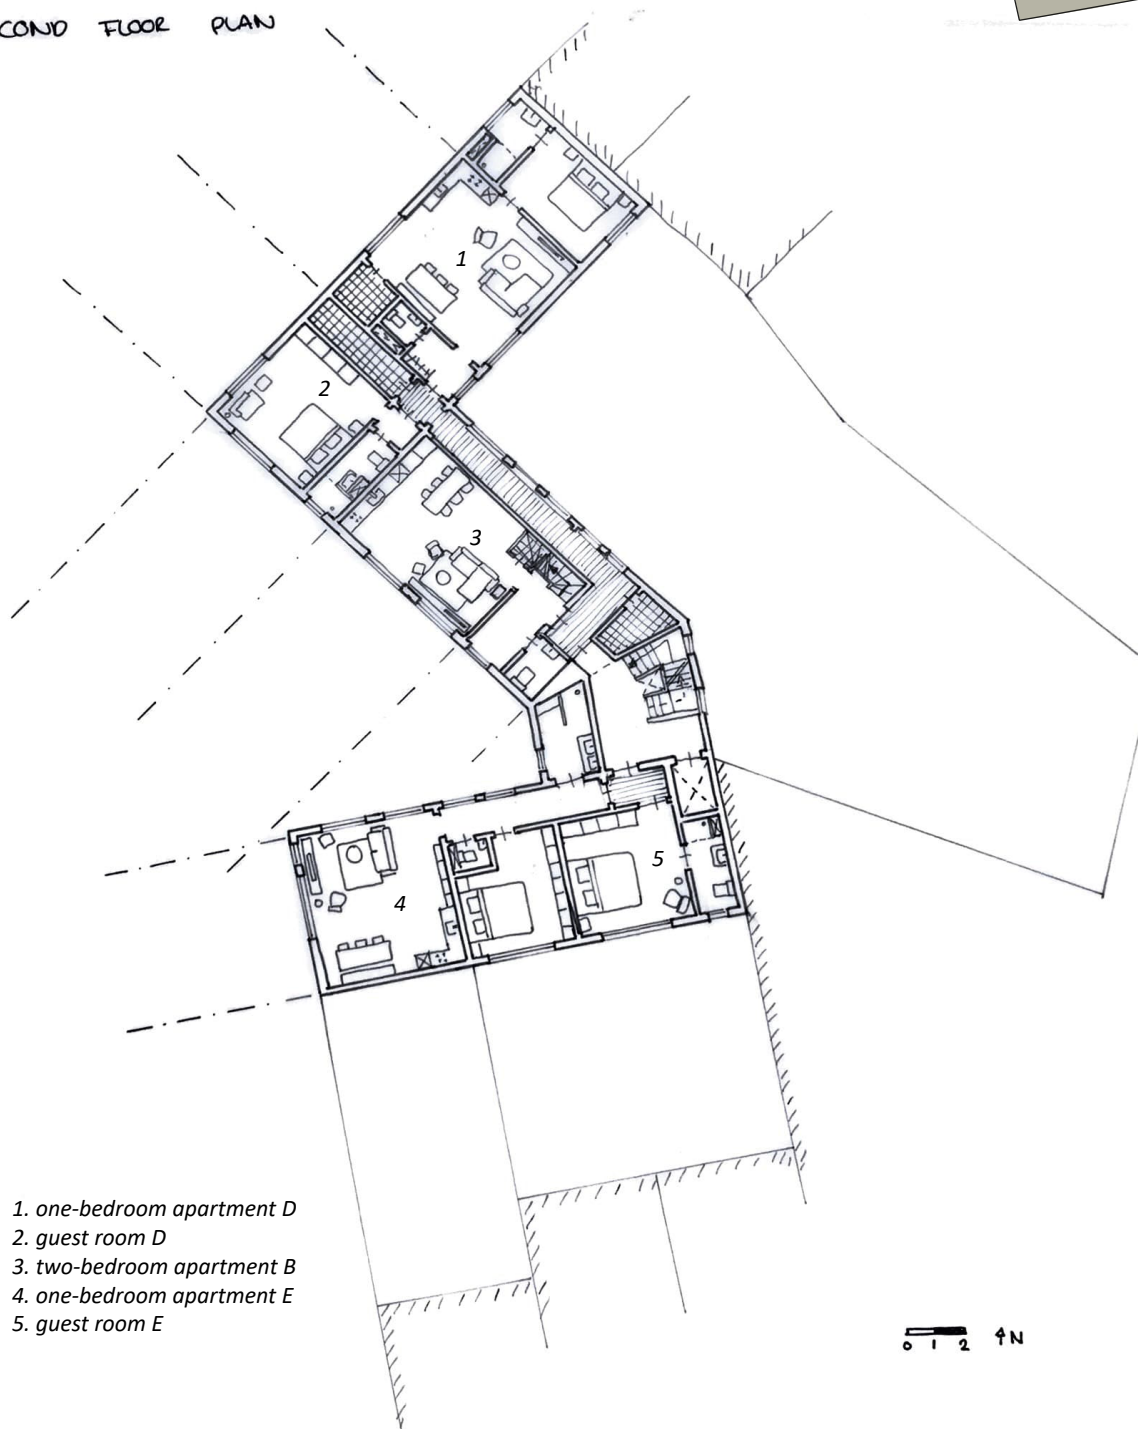 COND FLOOR PLAN
1
2
3
4
5
1. one-bedroom apartment D
2. guest room D
3. two-bedroom apartment B
4. one-bedroom apartment E
5. guest room E
0 1 2 N